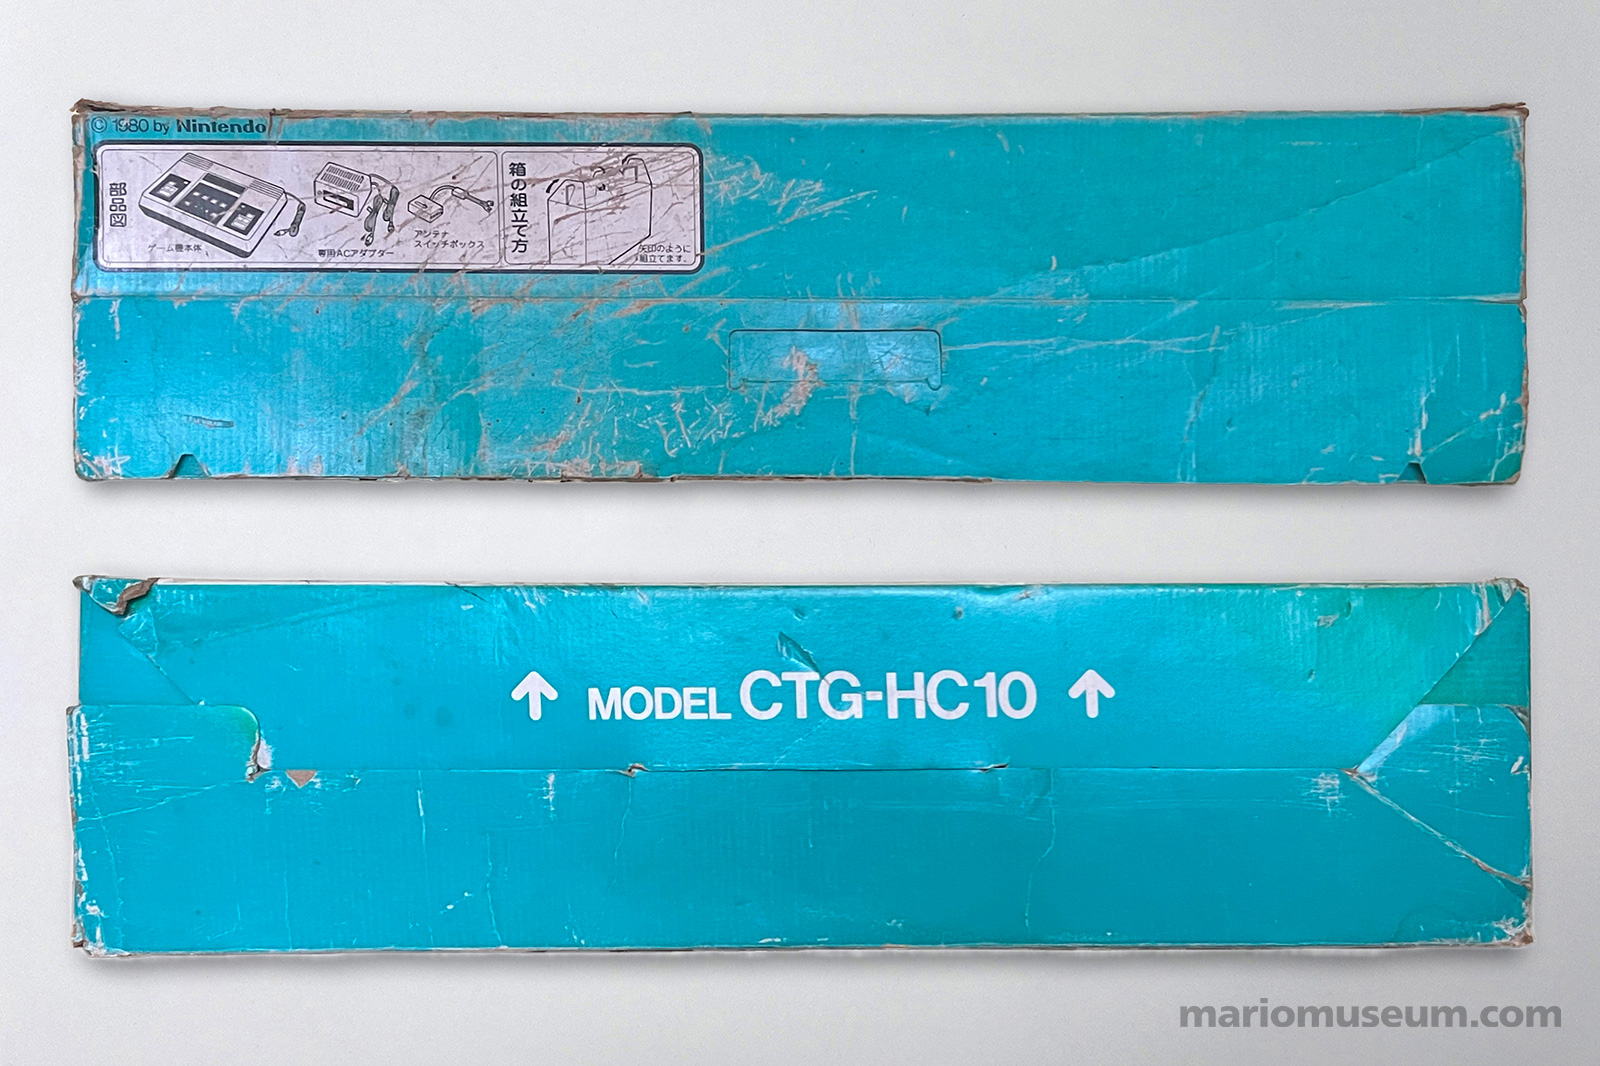 © 1980 by Nintendo
部品図
ゲーム機本体
専用ACアダプター
アンテナ
スイッチボックス
箱の組立て方
矢印のように
組立てます。
↑ MODEL CTG-HC10 ↑
mariomuseum.com